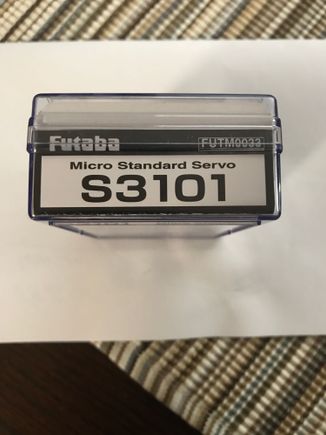 Futaba FUTM0033
Micro Standard Servo
S3101